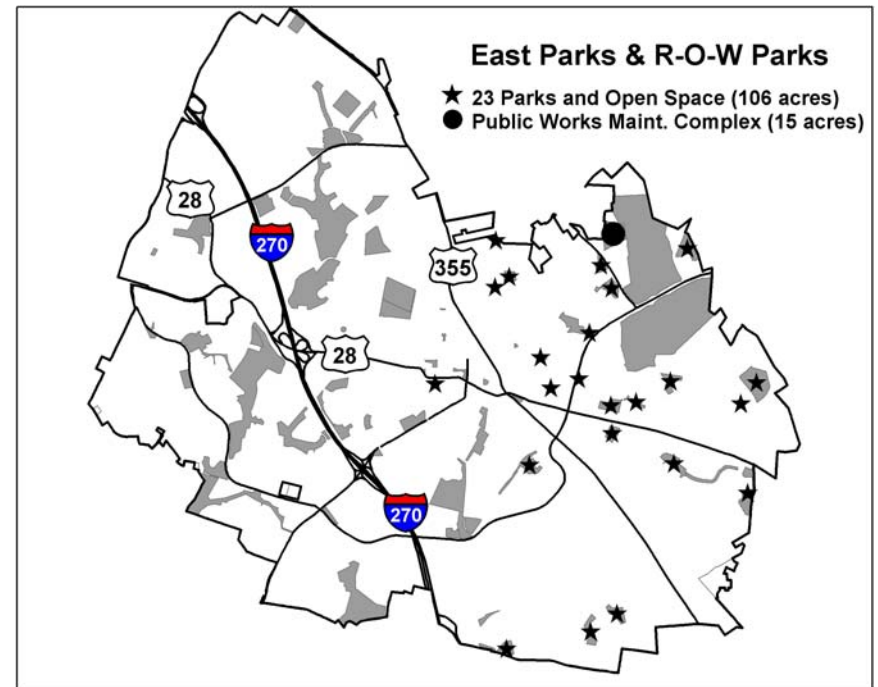 East Parks & R-O-W Parks
23 Parks and Open Space (106 acres)
Public Works Maint. Complex (15 acres)
28
270
355
28
270